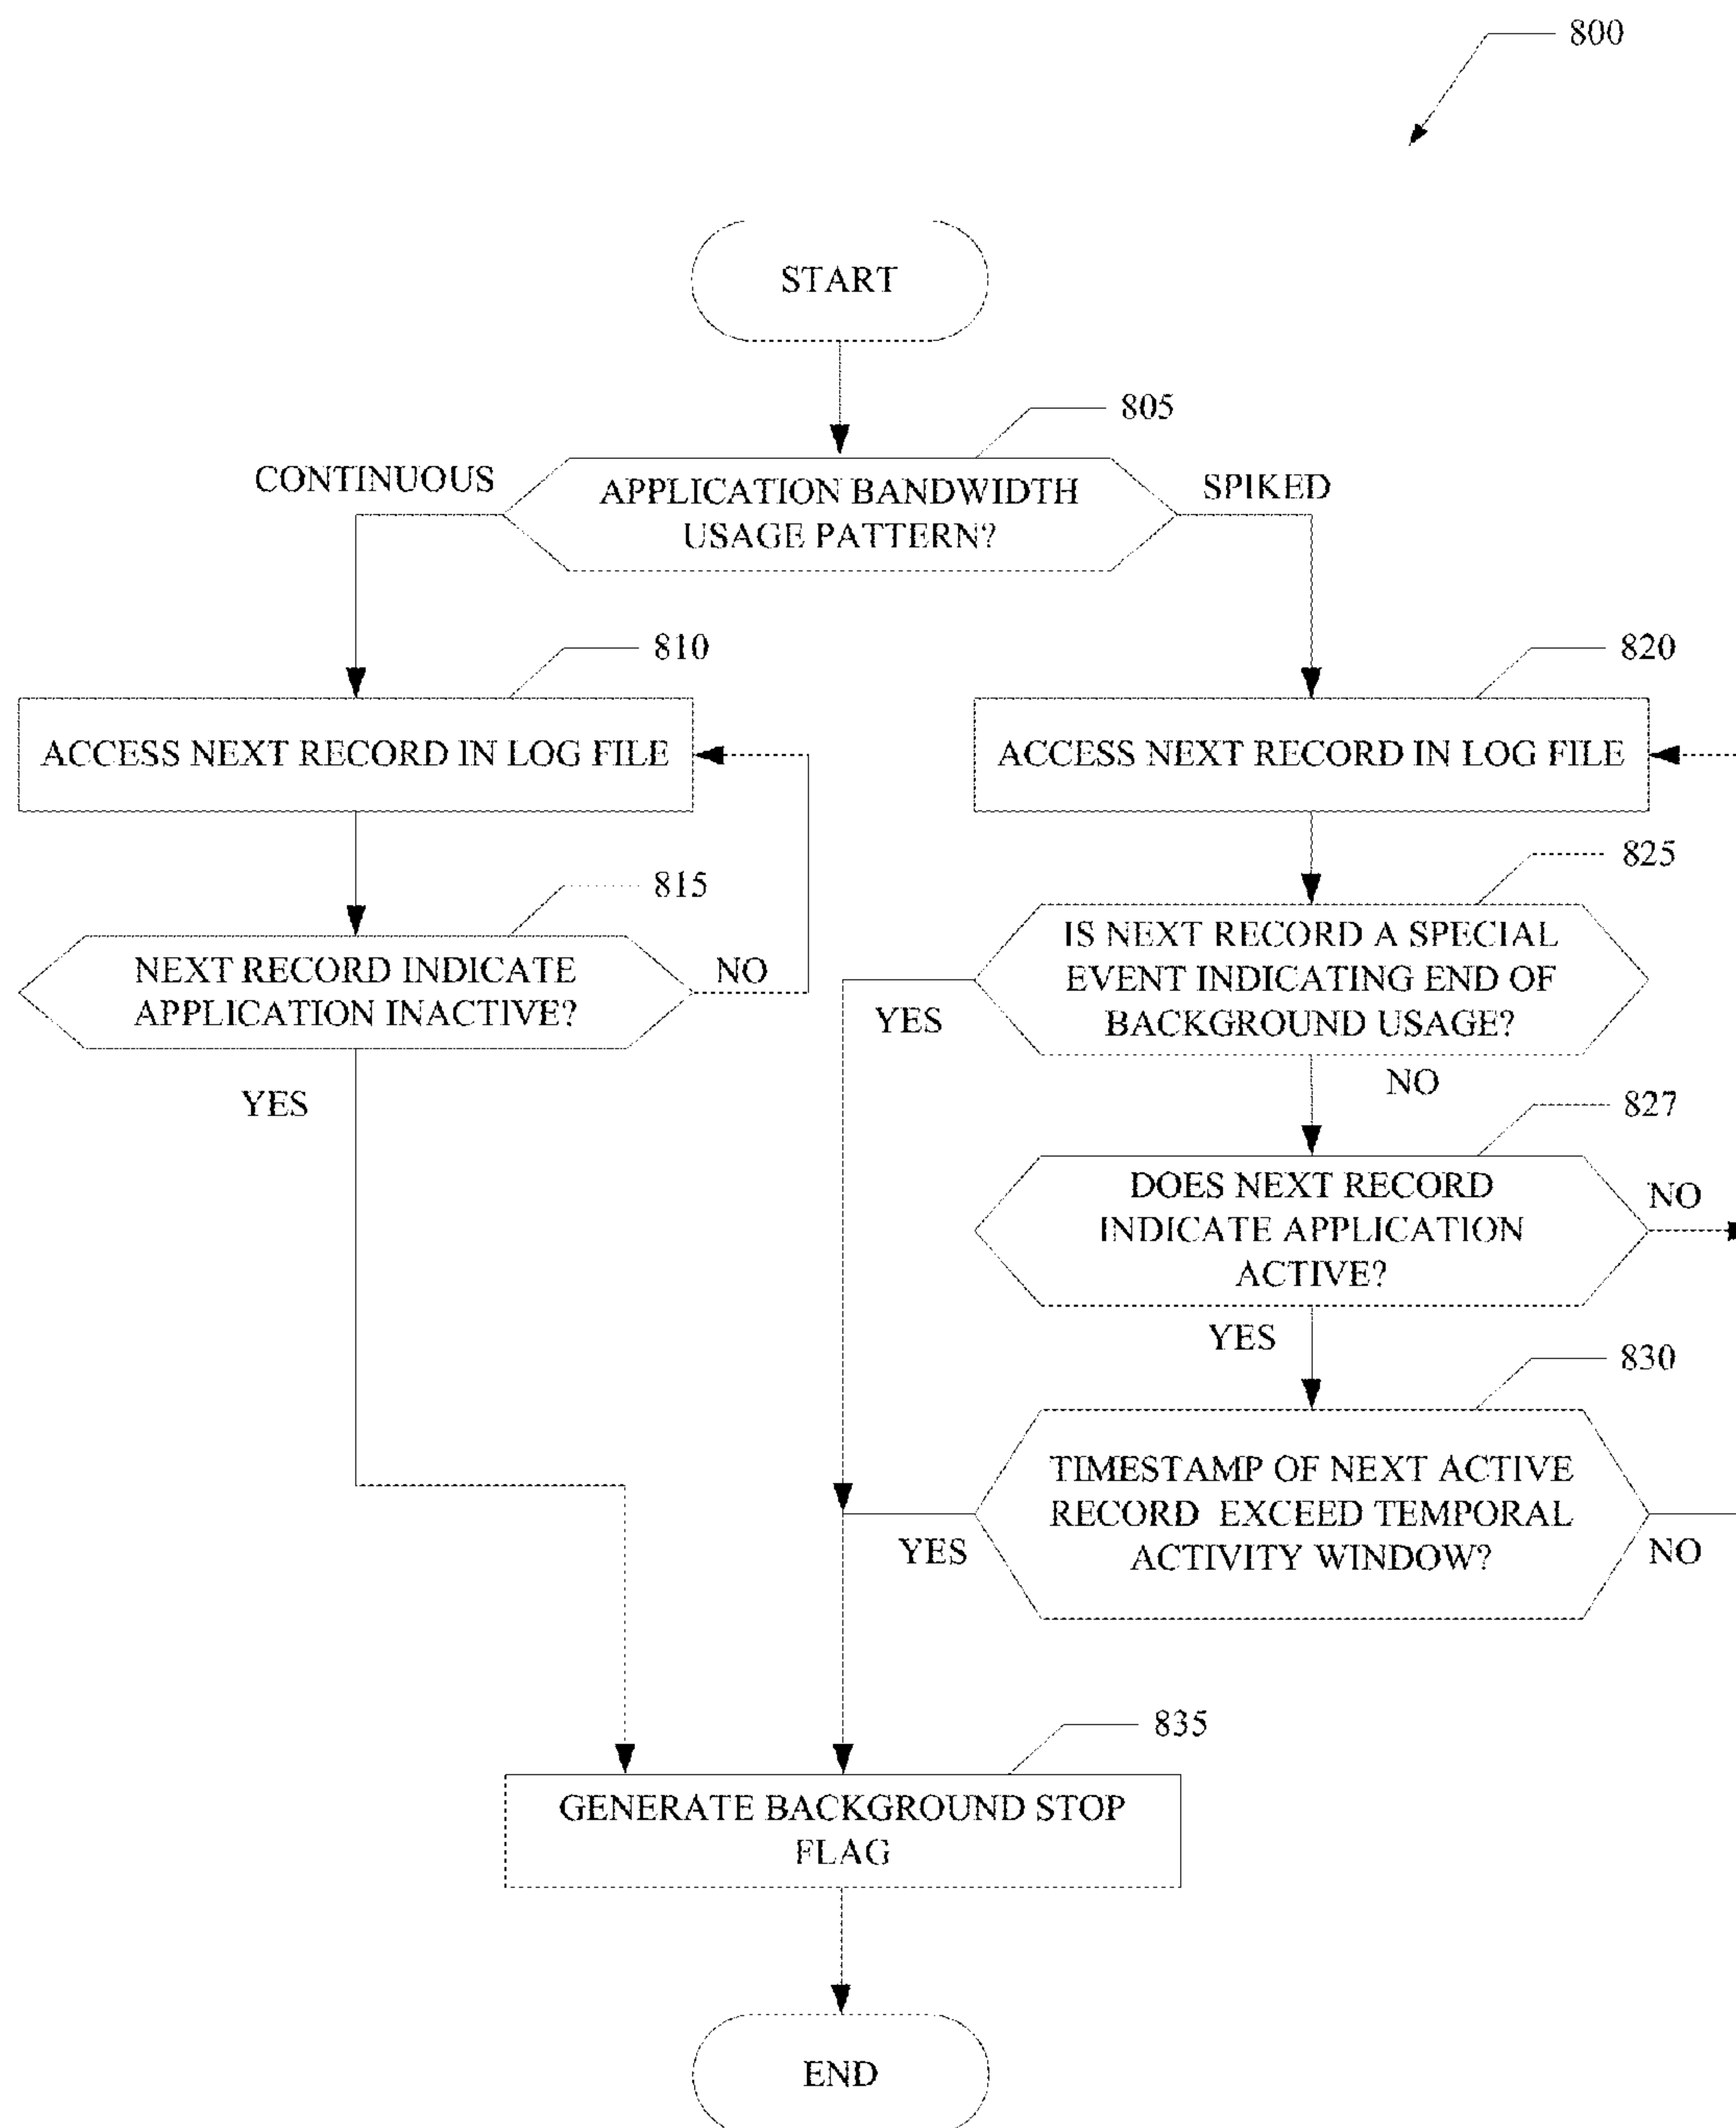 800
START
805
CONTINUOUS
APPLICATION BANDWIDTH
USAGE PATTERN?
SPIKED
810
ACCESS NEXT RECORD IN LOG FILE
815
NEXT RECORD INDICATE
APPLICATION INACTIVE?
NO
YES
820
ACCESS NEXT RECORD IN LOG FILE
825
IS NEXT RECORD A SPECIAL
EVENT INDICATING END OF
BACKGROUND USAGE?
YES
NO
827
DOES NEXT RECORD
INDICATE APPLICATION
ACTIVE?
NO
YES
830
TIMESTAMP OF NEXT ACTIVE
RECORD EXCEED TEMPORAL
ACTIVITY WINDOW?
YES
NO
835
GENERATE BACKGROUND STOP
FLAG
END